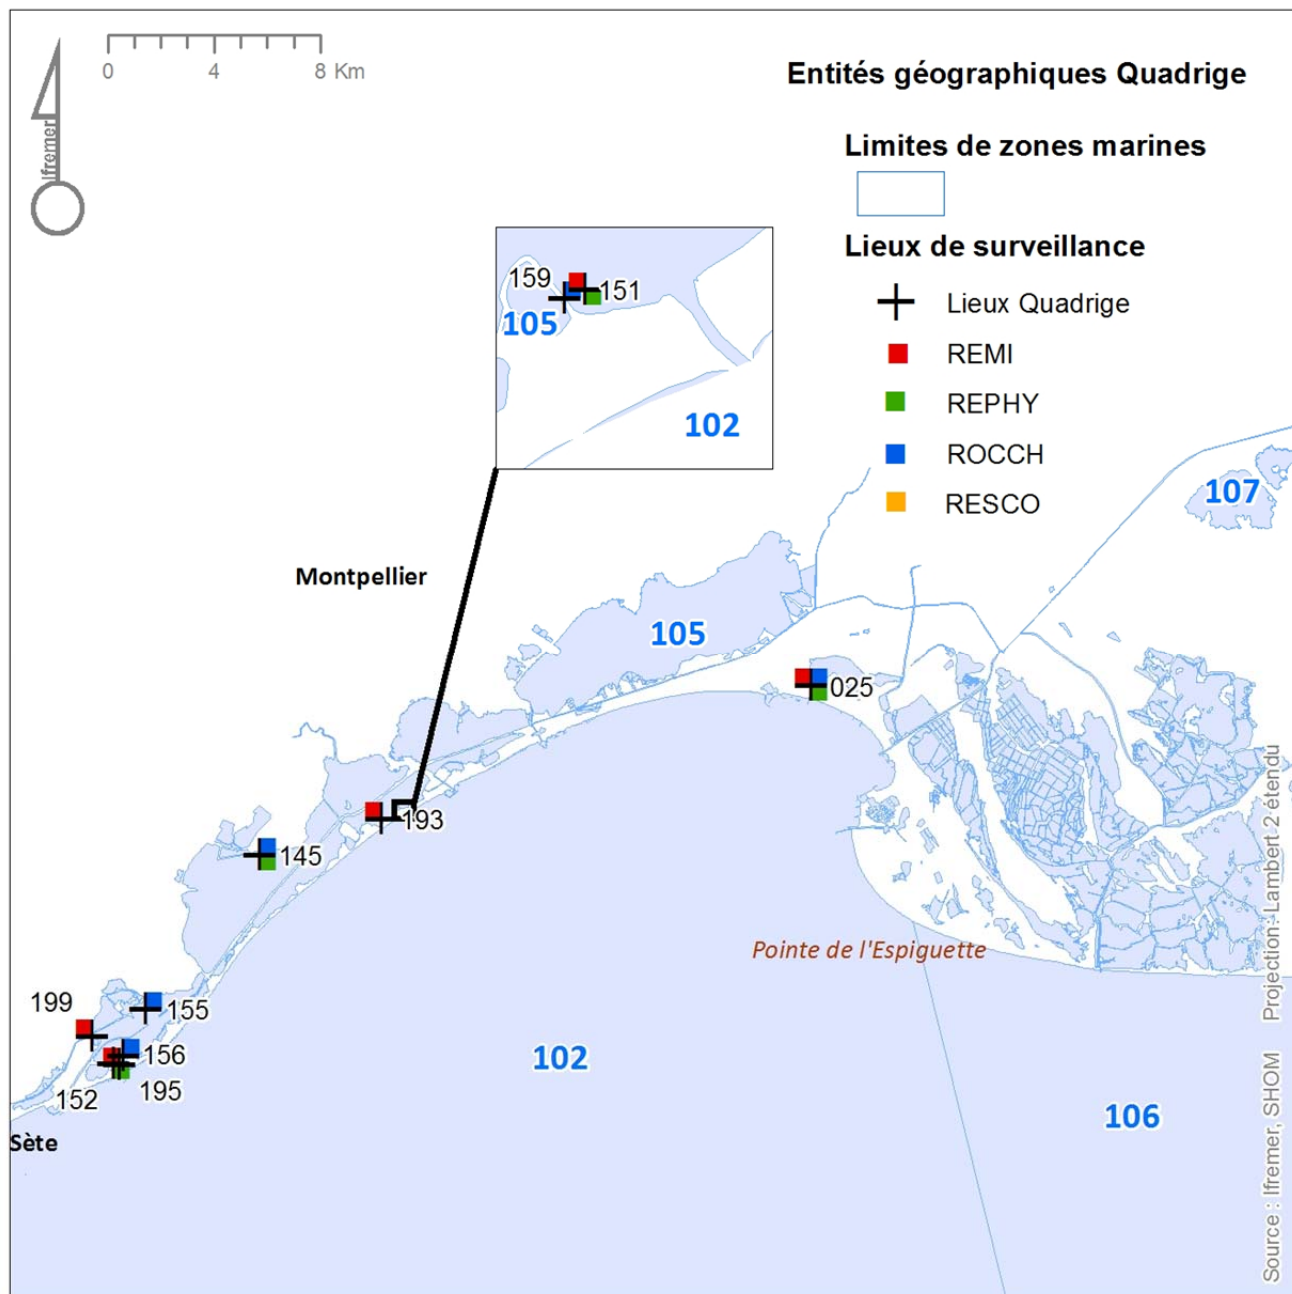 0 4 8 Km
Ifremer
Entités géographiques Quadrige
Limites de zones marines
Lieux de surveillance
Lieux Quadrige
REMI
REPHY
ROCCH
RESCO
159
151
105
102
107
Montpellier
105
025
193
145
Pointe de l'Espiguette
199
155
156
152
195
102
106
Sète
Source : Ifremer, SHOM Projection: Lambert 2 étendu